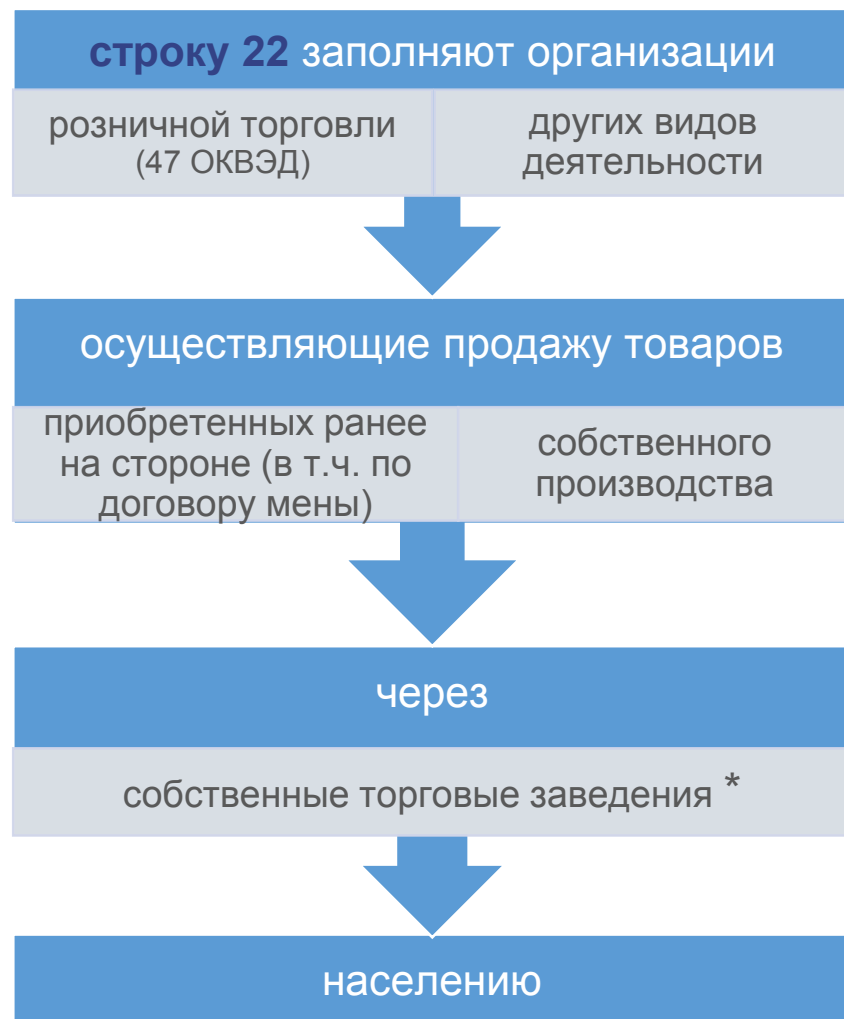 строку 22 заполняют организации
розничной торговли
(47 ОКВЭД)
других видов
деятельности
осуществляющие продажу товаров
приобретенных ранее
на стороне (в т.ч. по
договору мены)
собственного
производства
через
собственные торговые заведения *
населению